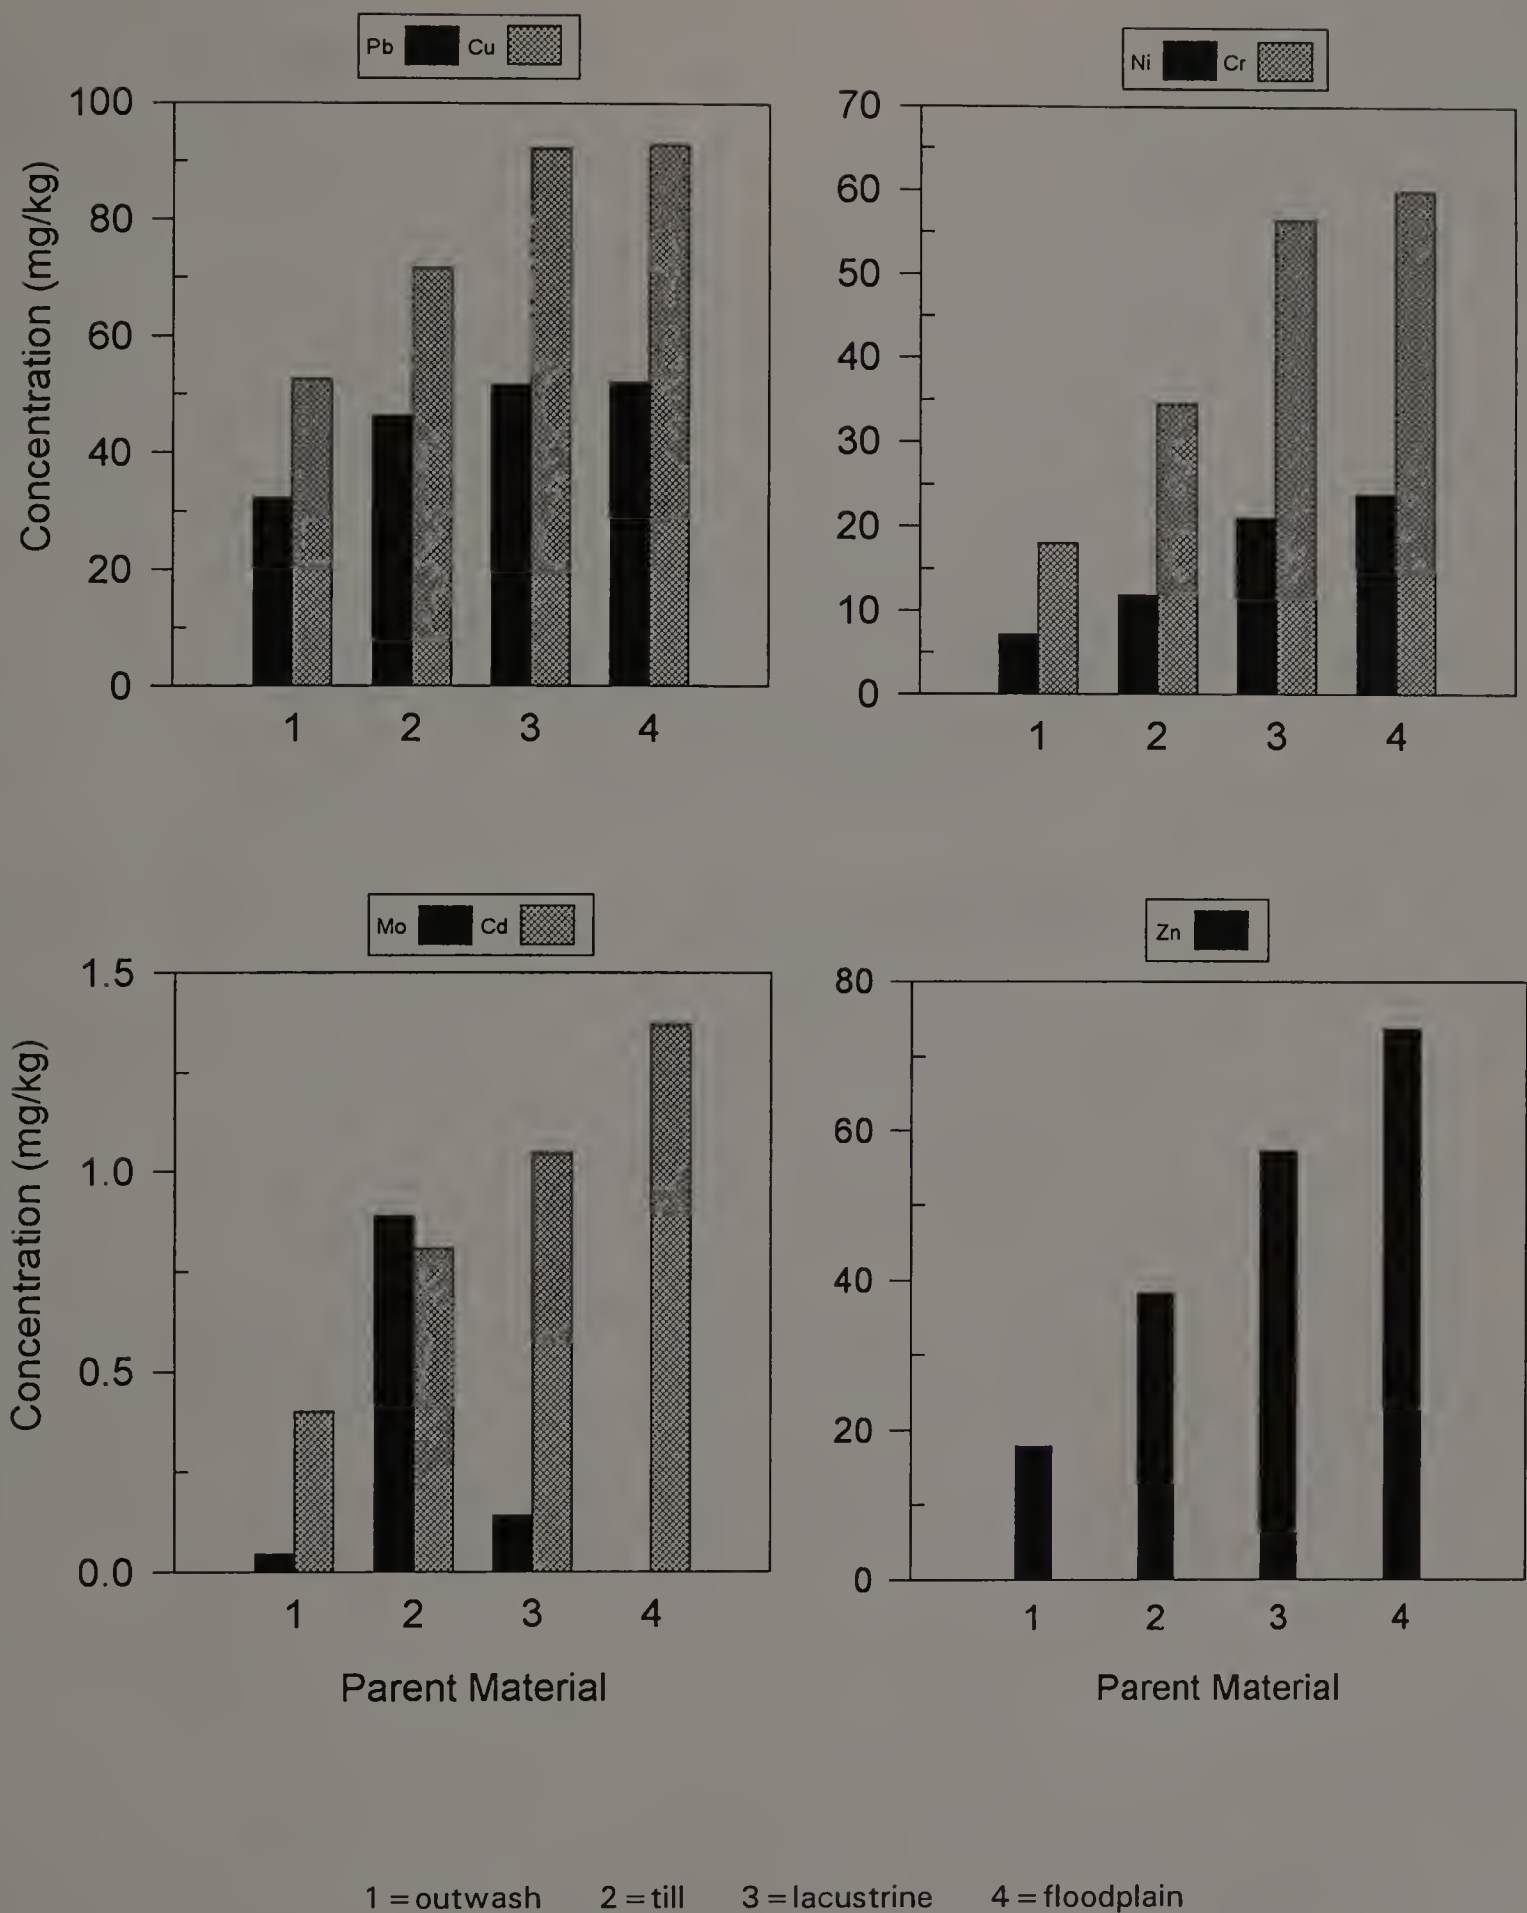 Pb Cu
Concentration (mg/kg)
100
80
60
40
20
0
1 2 3 4
Ni Cr
70
60
50
40
30
20
10
0
1 2 3 4
Mo Cd
Concentration (mg/kg)
1.5
1.0
0.5
0.0
1 2 3 4
Parent Material
Zn
80
60
40
20
0
1 2 3 4
Parent Material
1 = outwash 2 = till 3 = lacustrine 4 = floodplain